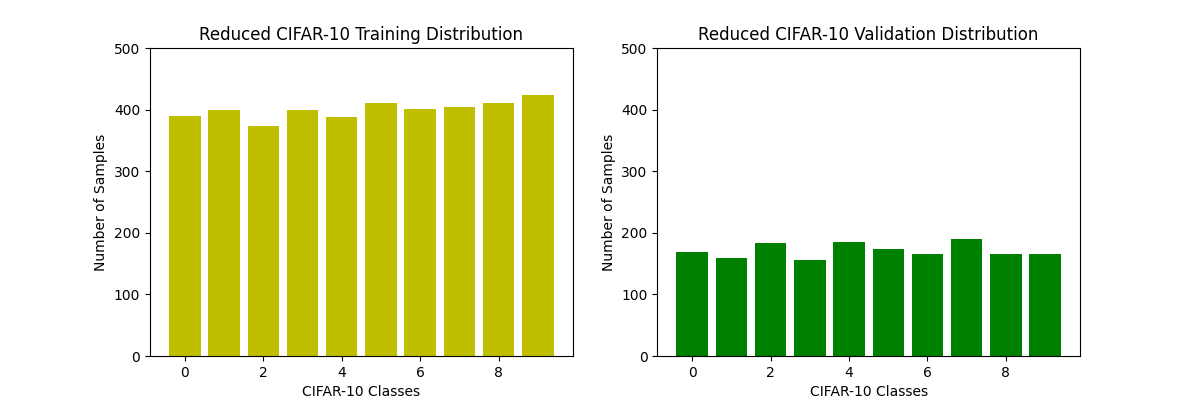 Reduced CIFAR-10 Training Distribution
500
400
300
200
100
0
Number of Samples
0 2 4 6 8
CIFAR-10 Classes
Reduced CIFAR-10 Validation Distribution
500
400
300
200
100
0
Number of Samples
0 2 4 6 8
CIFAR-10 Classes